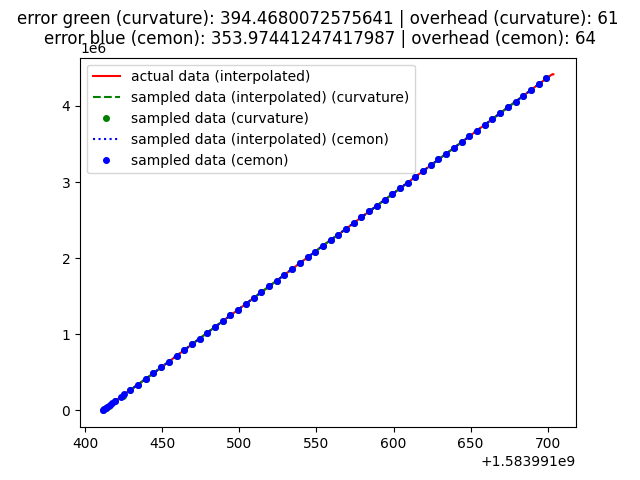 error green (curvature): 394.4680072575641 | overhead (curvature): 61
error blue (cemon): 353.97441247417987 | overhead (cemon): 64
1e6
actual data (interpolated)
sampled data (interpolated) (curvature)
sampled data (curvature)
sampled data (interpolated) (cemon)
sampled data (cemon)
4
3
2
1
0
400 450 500 550 600 650 700
+1.583991e9